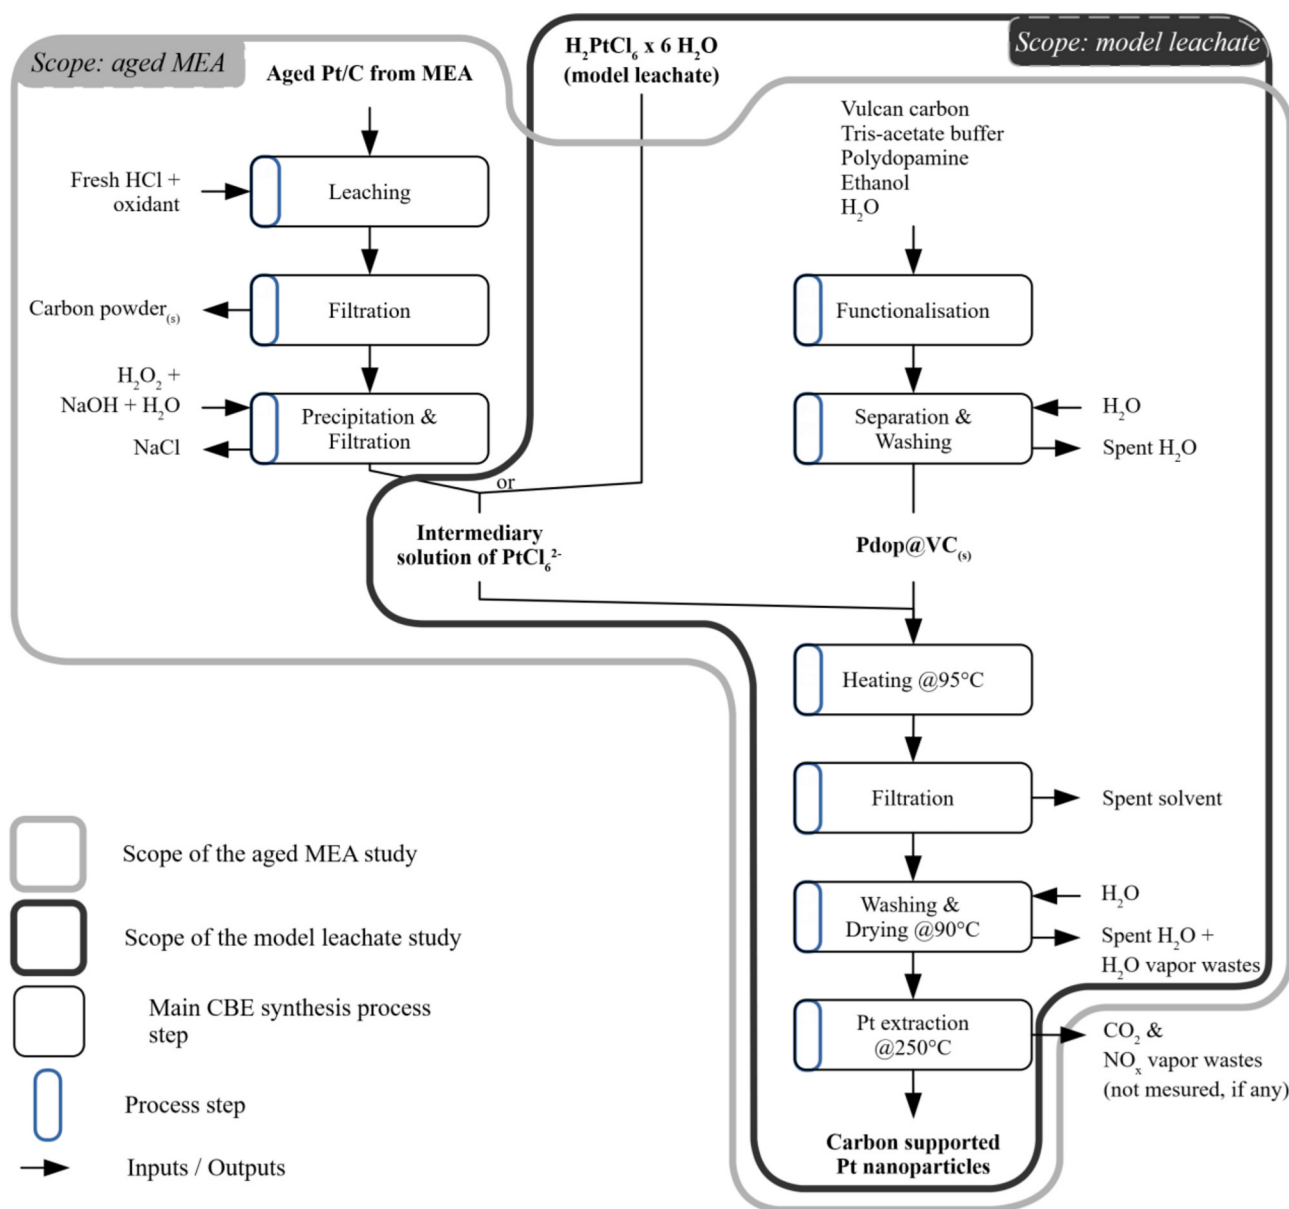 Scope: aged MEA
Scope: model leachate
Aged Pt/C from MEA
H₂PtCl₆ x 6 H₂O
(model leachate)
Fresh HCl +
oxidant
Leaching
Carbon powder₍ₛ₎
Filtration
H₂O₂ +
NaOH + H₂O
NaCl
Precipitation &
Filtration
or
Intermediary
solution of PtCl₆²⁻
Vulcan carbon
Tris-acetate buffer
Polydopamine
Ethanol
H₂O
Functionalisation
Separation &
Washing
H₂O
Spent H₂O
Pdop@VC₍ₛ₎
Heating @95°C
Filtration
Spent solvent
Washing &
Drying @90°C
H₂O
Spent H₂O +
H₂O vapor wastes
Pt extraction
@250°C
CO₂ &
NOₓ vapor wastes
(not mesured, if any)
Carbon supported
Pt nanoparticles
Scope of the aged MEA study
Scope of the model leachate study
Main CBE synthesis process
step
Process step
Inputs / Outputs